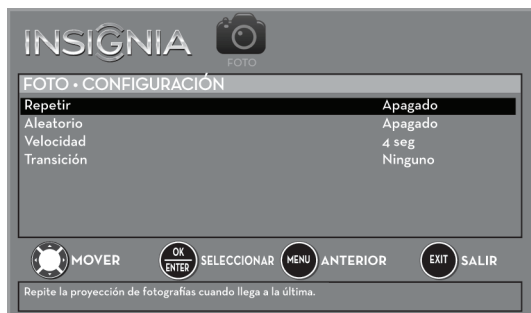 INSIGNIA
FOTO
FOTO • CONFIGURACIÓN
Repetir Apagado
Aleatorio Apagado
Velocidad 4 seg
Transición Ninguno
MOVER OK ENTER SELECCIONAR MENU ANTERIOR EXIT SALIR
Repite la proyección de fotografías cuando llega a la última.